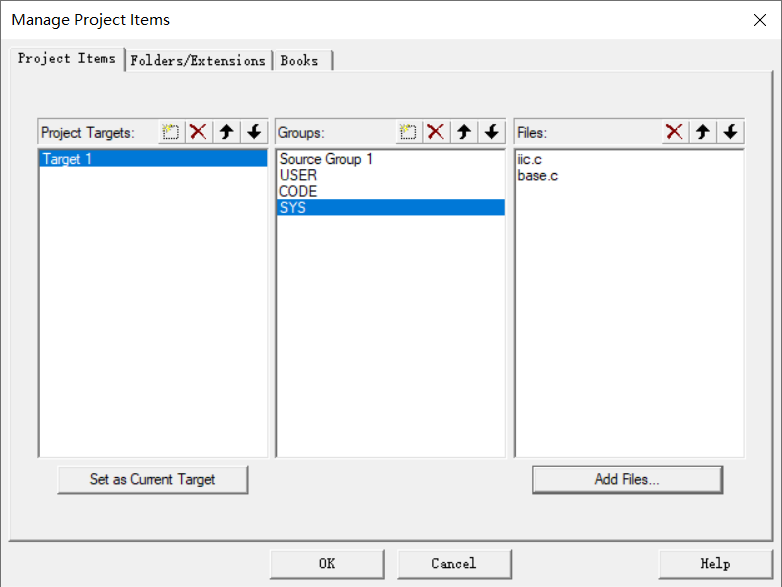 Manage Project Items
Project Items Folders/Extensions Books
Project Targets: Groups: Files:
Target 1
Source Group 1
USER
CODE
SYS
iic.c
base.c
Set as Current Target Add Files...
OK Cancel Help